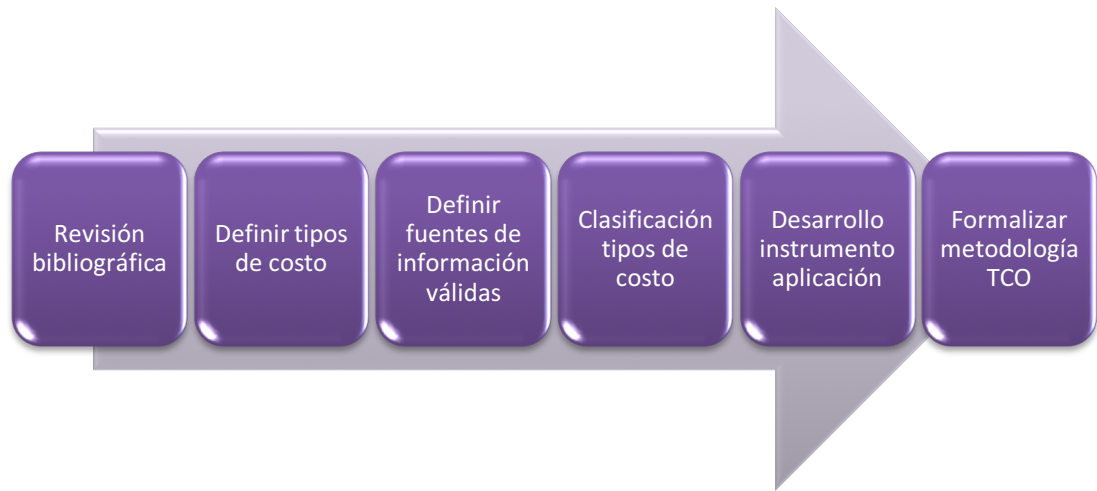 Revisión
bibliográfica
Definir tipos
de costo
Definir
fuentes de
información
válidas
Clasificación
tipos de
costo
Desarrollo
instrumento
aplicación
Formalizar
metodología
TCO